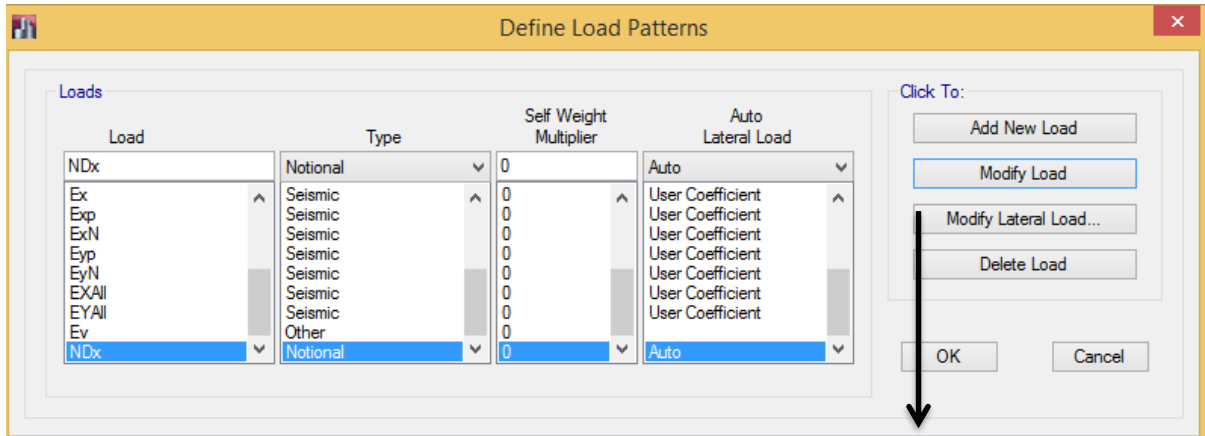 Define Load Patterns
Loads
Click To:
Load Type Self Weight Multiplier Auto Lateral Load
NDx Notional 0 Auto
Ex Seismic 0 User Coefficient
Exp Seismic 0 User Coefficient
ExN Seismic 0 User Coefficient
Eyp Seismic 0 User Coefficient
EyN Seismic 0 User Coefficient
EXAll Seismic 0 User Coefficient
EYAll Seismic 0 User Coefficient
Ev Other 0
NDx Notional 0 Auto
Add New Load
Modify Load
Modify Lateral Load...
Delete Load
OK Cancel